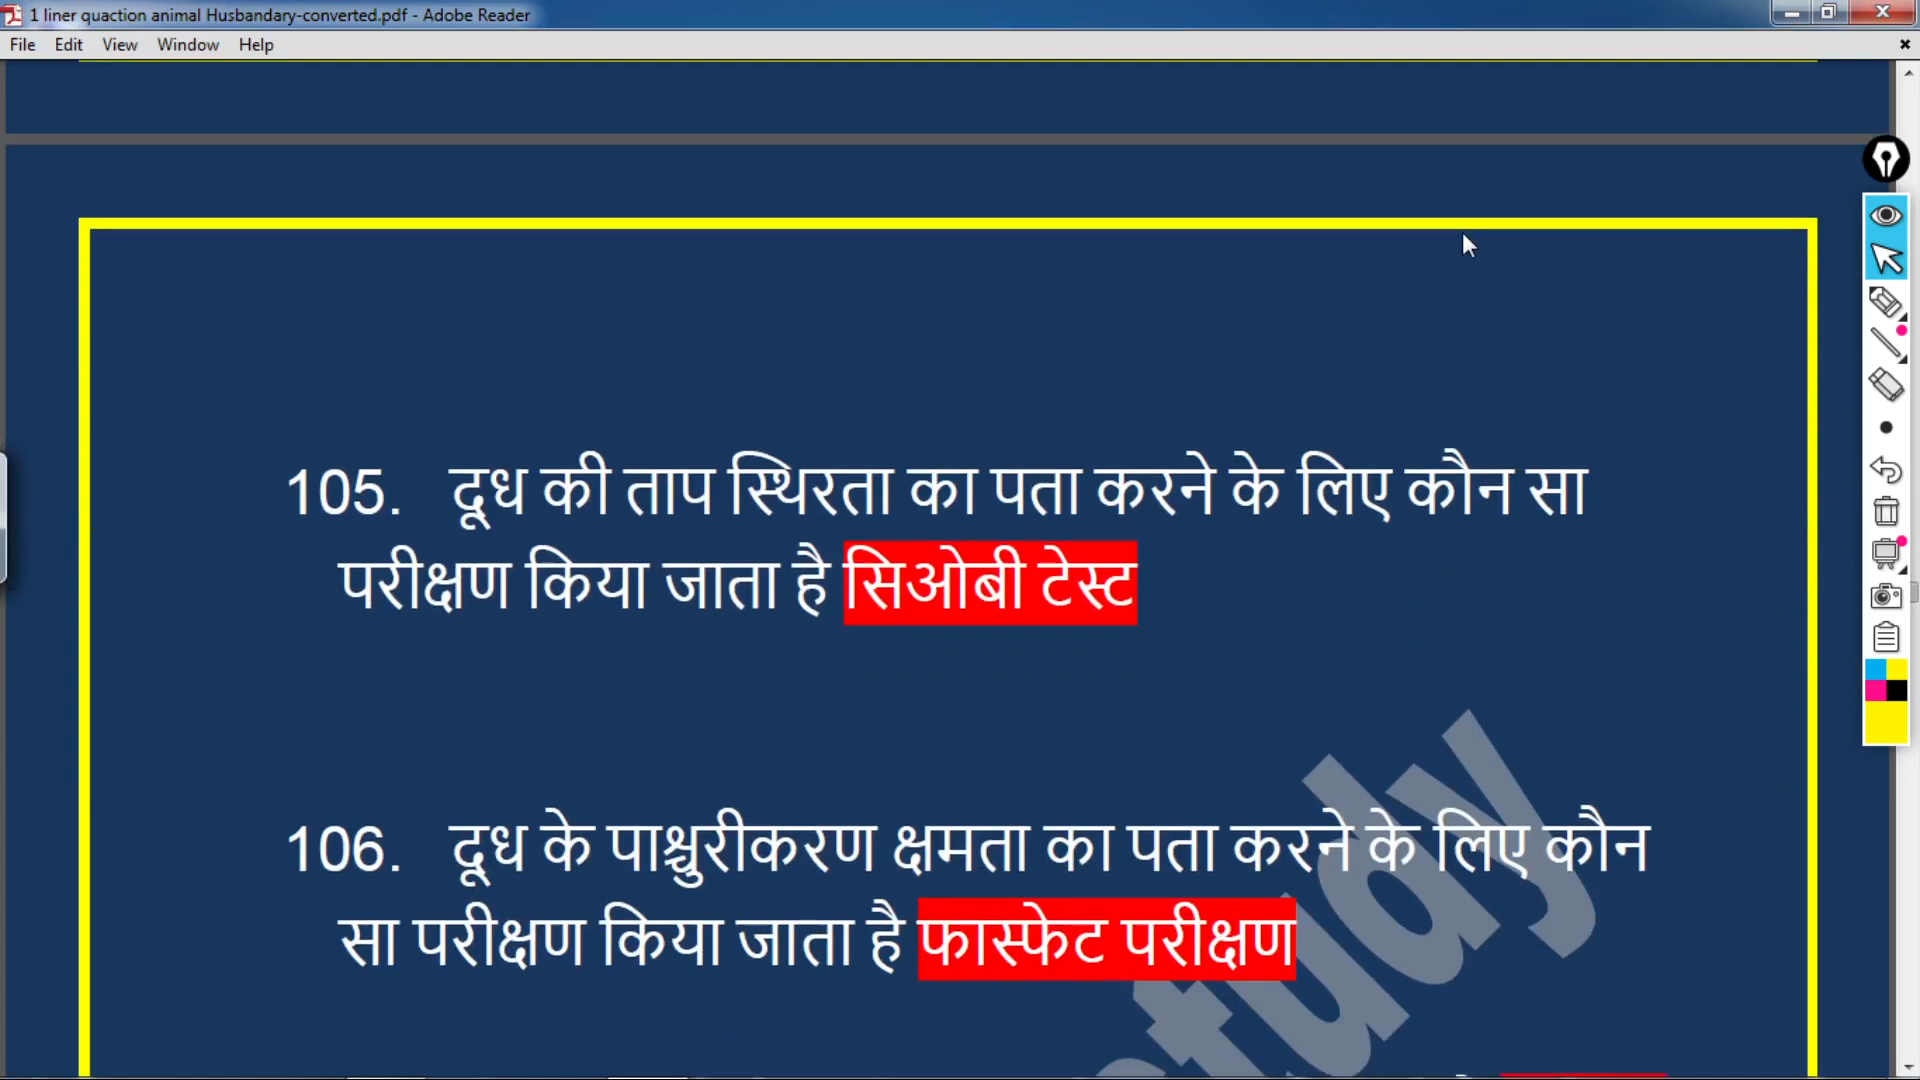 1 liner quaction animal Husbandary-converted.pdf - Adobe Reader
File Edit View Window Help
105. दूध की ताप स्थिरता का पता करने के लिए कौन सा
परीक्षण किया जाता है सिओबी टेस्ट
106. दूध के पाश्चुरीकरण क्षमता का पता करने के लिए कौन
सा परीक्षण किया जाता है फास्फेट परीक्षण